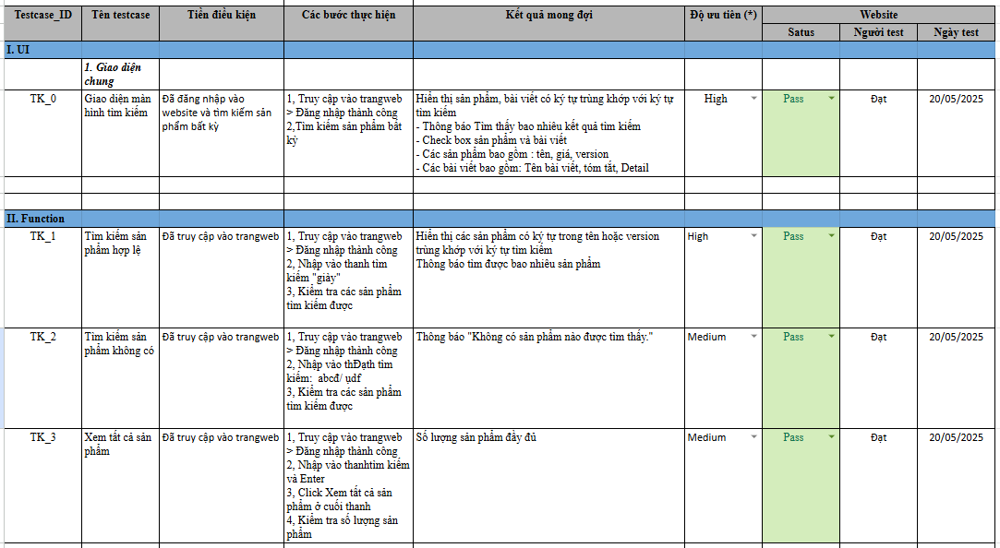 Testcase_ID Tên testcase Tiền điều kiện Các bước thực hiện Kết quả mong đợi Độ ưu tiên (*) Website
Satus Người test Ngày test
I. UI
1. Giao diện
chung
TK_0
Giao diện màn
hình tìm kiếm
Đã đăng nhập vào
website và tìm kiếm sản
phẩm bất kỳ
1, Truy cập vào trangweb
> Đăng nhập thành công
2,Tìm kiếm sản phẩm bất
kỳ
Hiển thị sản phẩm, bài viết có ký tự trùng khớp với ký tự
tìm kiếm
- Thông báo Tìm thấy bao nhiêu kết quả tìm kiếm
- Check box sản phẩm và bài viết
- Các sản phẩm bao gồm : tên, giá, version
- Các bài viết bao gồm: Tên bài viết, tóm tắt, Detail
High
Pass
Đạt
20/05/2025
II. Function
TK_1
Tìm kiếm sản
phẩm hợp lệ
Đã truy cập vào trangweb
1, Truy cập vào trangweb
> Đăng nhập thành công
2, Nhập vào thanh tìm
kiếm "giày"
3, Kiểm tra các sản phẩm
tìm kiếm được
Hiển thị các sản phẩm có ký tự trong tên hoặc version
trùng khớp với ký tự tìm kiếm
Thông báo tìm được bao nhiêu sản phẩm
High
Pass
Đạt
20/05/2025
TK_2
Tìm kiếm sản
phẩm không có
Đã truy cập vào trangweb
1, Truy cập vào trangweb
> Đăng nhập thành công
2, Nhập vào thĐạth tìm
kiếm: abcđ/ ụdf
3, Kiểm tra các sản phẩm
tìm kiếm được
Thông báo "Không có sản phẩm nào được tìm thấy."
Medium
Pass
Đạt
20/05/2025
TK_3
Xem tất cả sản
phẩm
Đã truy cập vào trangweb
1, Truy cập vào trangweb
> Đăng nhập thành công
2, Nhập vào thanhtìm kiếm
và Enter
3, Click Xem tất cả sản
phẩm ở cuối thanh
4, Kiểm tra số lượng sản
phẩm
Số lượng sản phẩm đầy đủ
Medium
Pass
Đạt
20/05/2025